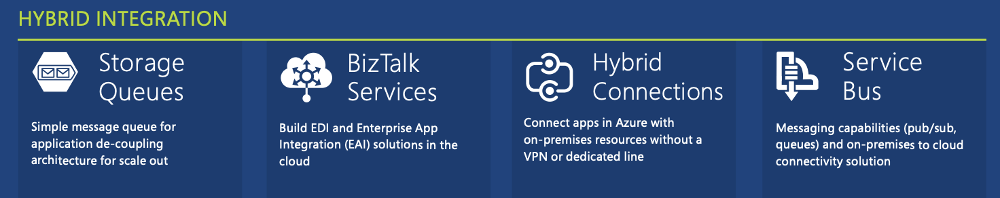 HYBRID INTEGRATION
Storage
Queues
Simple message queue for
application de-coupling
architecture for scale out
BizTalk
Services
Build EDI and Enterprise App
Integration (EAI) solutions in the
cloud
Hybrid
Connections
Connect apps in Azure with
on-premises resources without a
VPN or dedicated line
Service
Bus
Messaging capabilities (pub/sub,
queues) and on-premises to cloud
connectivity solution